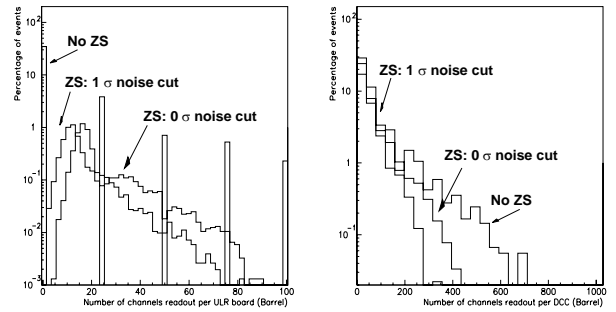 Percentage of events
10²
10
1
10⁻¹
10⁻²
10⁻³
No ZS
ZS: 1 σ noise cut
ZS: 0 σ noise cut
0 20 40 60 80 100
Number of channels readout per ULR board (Barrel)
Percentage of events
10²
10
1
10⁻¹
ZS: 1 σ noise cut
ZS: 0 σ noise cut
No ZS
0 200 400 600 800 1000
Number of channels readout per DCC (Barrel)